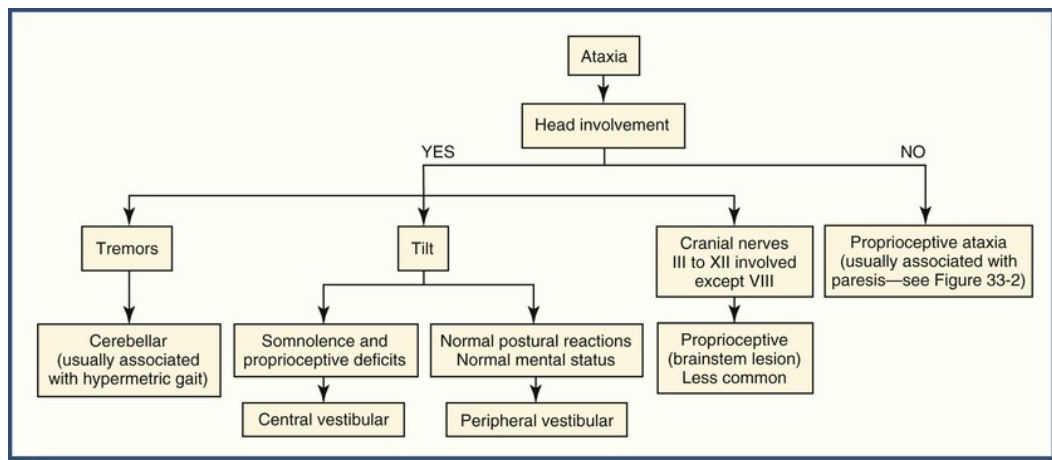 Ataxia
Head involvement
YES
NO
Tremors
Tilt
Cranial nerves
III to XII involved
except VIII
Proprioceptive ataxia
(usually associated with
paresis—see Figure 33-2)
Cerebellar
(usually associated
with hypermetric gait)
Somnolence and
proprioceptive deficits
Normal postural reactions
Normal mental status
Proprioceptive
(brainstem lesion)
Less common
Central vestibular
Peripheral vestibular